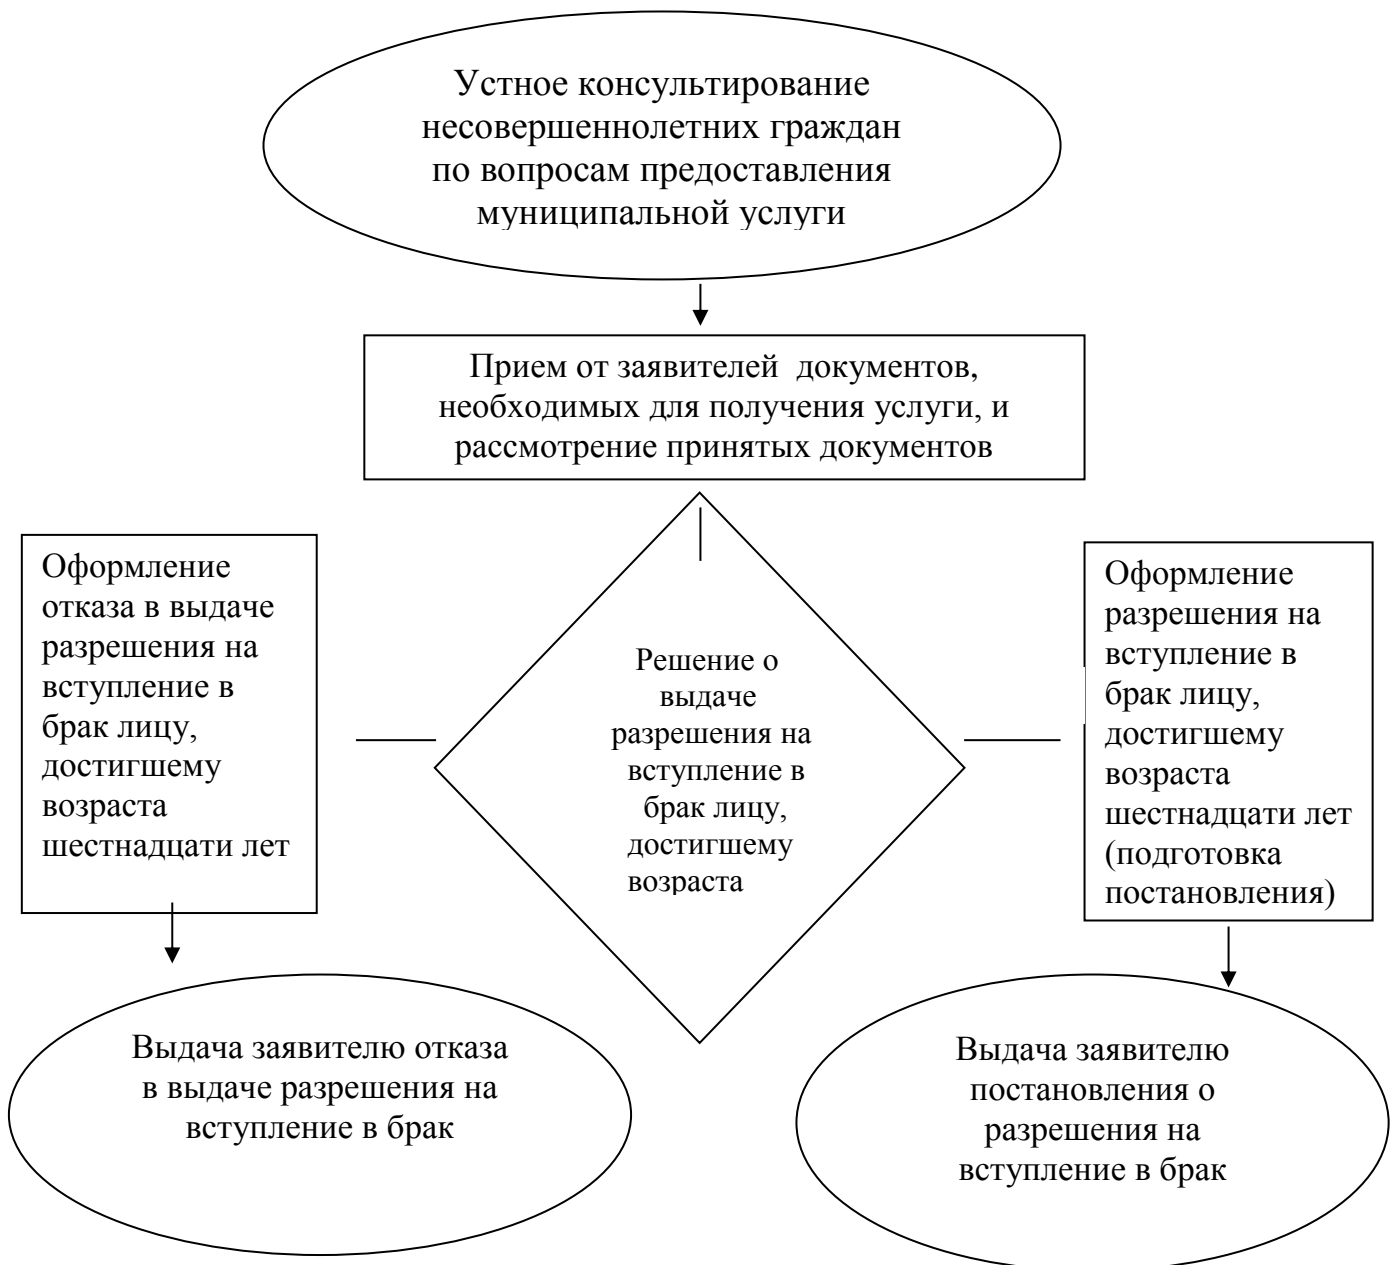 Устное консультирование
несовершеннолетних граждан
по вопросам предоставления
муниципальной услуги
Прием от заявителей документов,
необходимых для получения услуги, и
рассмотрение принятых документов
Оформление
отказа в выдаче
разрешения на
вступление в
брак лицу,
достигшему
возраста
шестнадцати лет
Решение о
выдаче
разрешения на
вступление в
брак лицу,
достигшему
возраста
Оформление
разрешения на
вступление в
брак лицу,
достигшему
возраста
шестнадцати лет
(подготовка
постановления)
Выдача заявителю отказа
в выдаче разрешения на
вступление в брак
Выдача заявителю
постановления о
разрешения на
вступление в брак